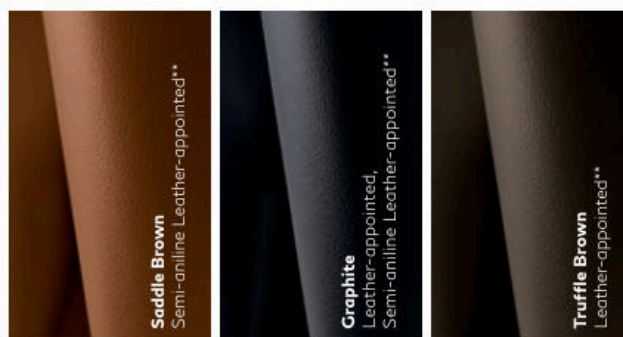 Saddle Brown
Semi-aniline Leather-appointed**
Graphite
Leather-appointed,
Semi-aniline Leather-appointed**
Truffle Brown
Leather-appointed**